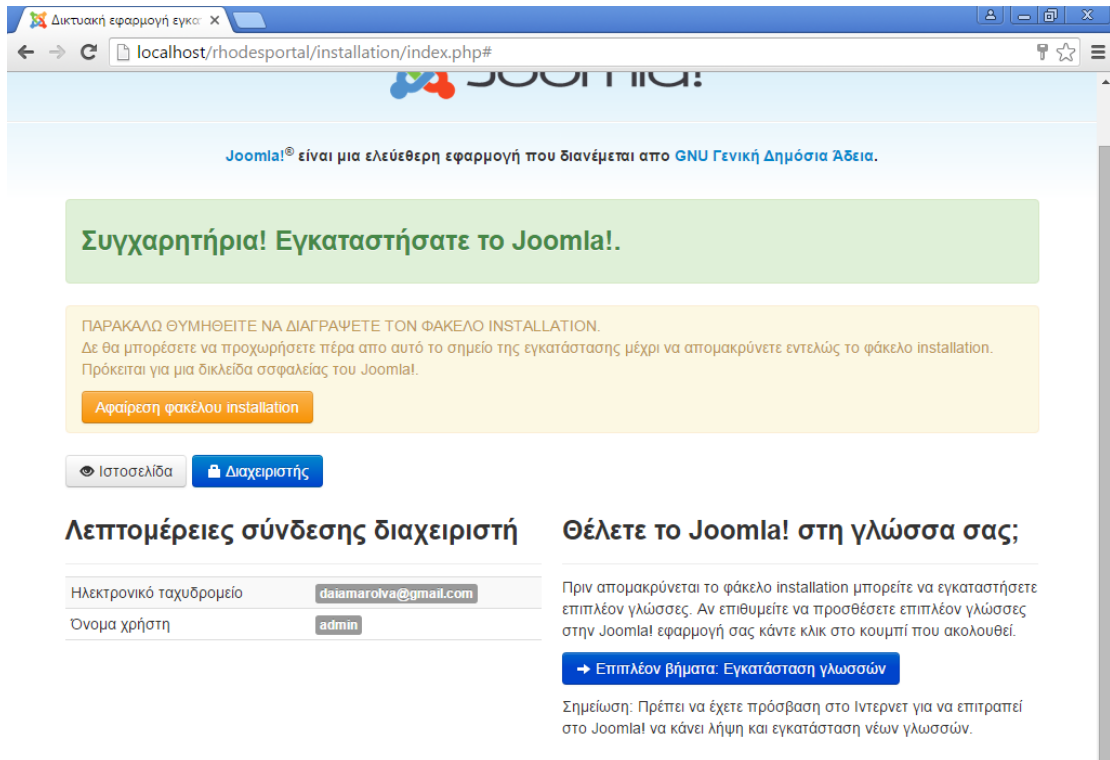 Δικτυακή εφαρμογή εγκα
localhost/rhodesportal/installation/index.php#
Joomla!
Joomla!® είναι μια ελεύεθερη εφαρμογή που διανέμεται απο GNU Γενική Δημόσια Άδεια.
Συγχαρητήρια! Εγκαταστήσατε το Joomla!.
ΠΑΡΑΚΑΛΩ ΘΥΜΗΘΕΙΤΕ ΝΑ ΔΙΑΓΡΑΨΕΤΕ ΤΟΝ ΦΑΚΕΛΟ INSTALLATION.
Δε θα μπορέσετε να προχωρήσετε πέρα απο αυτό το σημείο της εγκατάστασης μέχρι να απομακρύνετε εντελώς το φάκελο installation.
Πρόκειται για μια δικλείδα σσφαλείας του Joomla!.
Αφαίρεση φακέλου installation
Ιστοσελίδα
Διαχειριστής
Λεπτομέρειες σύνδεσης διαχειριστή
Ηλεκτρονικό ταχυδρομείο daiamarolva@gmail.com
Όνομα χρήστη admin
Θέλετε το Joomla! στη γλώσσα σας;
Πριν απομακρύνεται το φάκελο installation μπορείτε να εγκαταστήσετε
επιπλέον γλώσσες. Αν επιθυμείτε να προσθέσετε επιπλέον γλώσσες
στην Joomla! εφαρμογή σας κάντε κλικ στο κουμπί που ακολουθεί.
Επιπλέον βήματα: Εγκατάσταση γλωσσών
Σημείωση: Πρέπει να έχετε πρόσβαση στο Ιντερνετ για να επιτραπεί
στο Joomla! να κάνει λήψη και εγκατάσταση νέων γλωσσών.